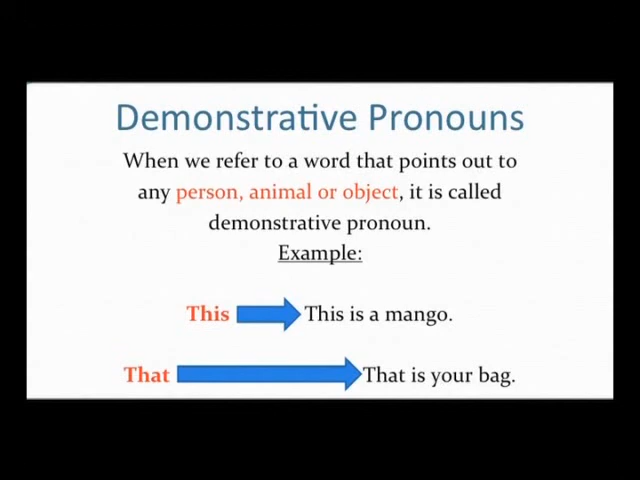 Demonstrative Pronouns
When we refer to a word that points out to
any person, animal or object, it is called
demonstrative pronoun.
Example:
This This is a mango.
That That is your bag.